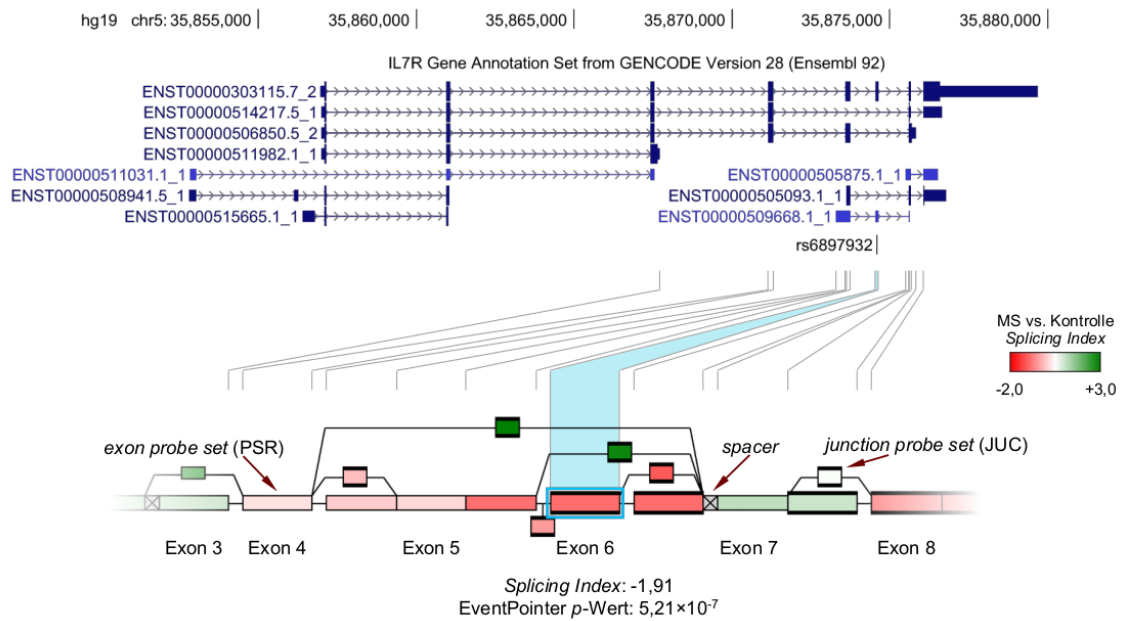 hg19 chr5: 35,855,000 35,860,000 35,865,000 35,870,000 35,875,000 35,880,000
IL7R Gene Annotation Set from GENCODE Version 28 (Ensembl 92)
ENST00000303115.7_2
ENST00000514217.5_1
ENST00000506850.5_2
ENST00000511982.1_1
ENST00000511031.1_1 ENST00000505875.1_1
ENST00000508941.5_1 ENST00000505093.1_1
ENST00000515665.1_1 ENST00000509668.1_1
rs6897932
MS vs. Kontrolle
Splicing Index
-2,0 +3,0
exon probe set (PSR) spacer junction probe set (JUC)
Exon 3 Exon 4 Exon 5 Exon 6 Exon 7 Exon 8
Splicing Index: -1,91
EventPointer p-Wert: 5,21×10⁻⁷